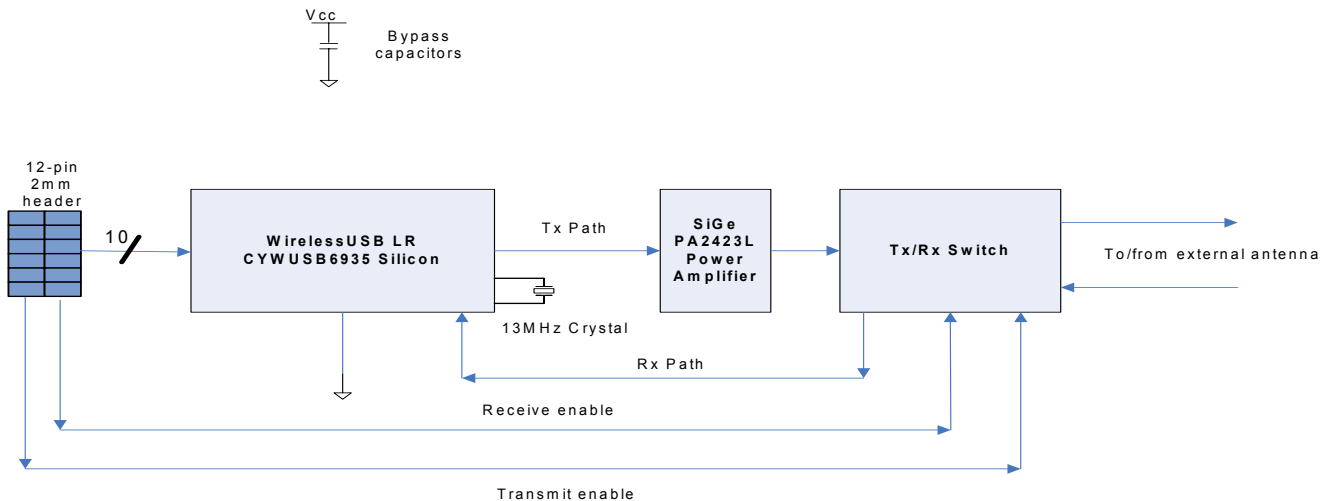 Vcc
Bypass
capacitors
12-pin
2mm
header
10
WirelessUSB LR
CYWUSB6935 Silicon
Tx Path
SiGe
PA2423L
Power
Amplifier
Tx/Rx Switch
To/from external antenna
13MHz Crystal
Rx Path
Receive enable
Transmit enable